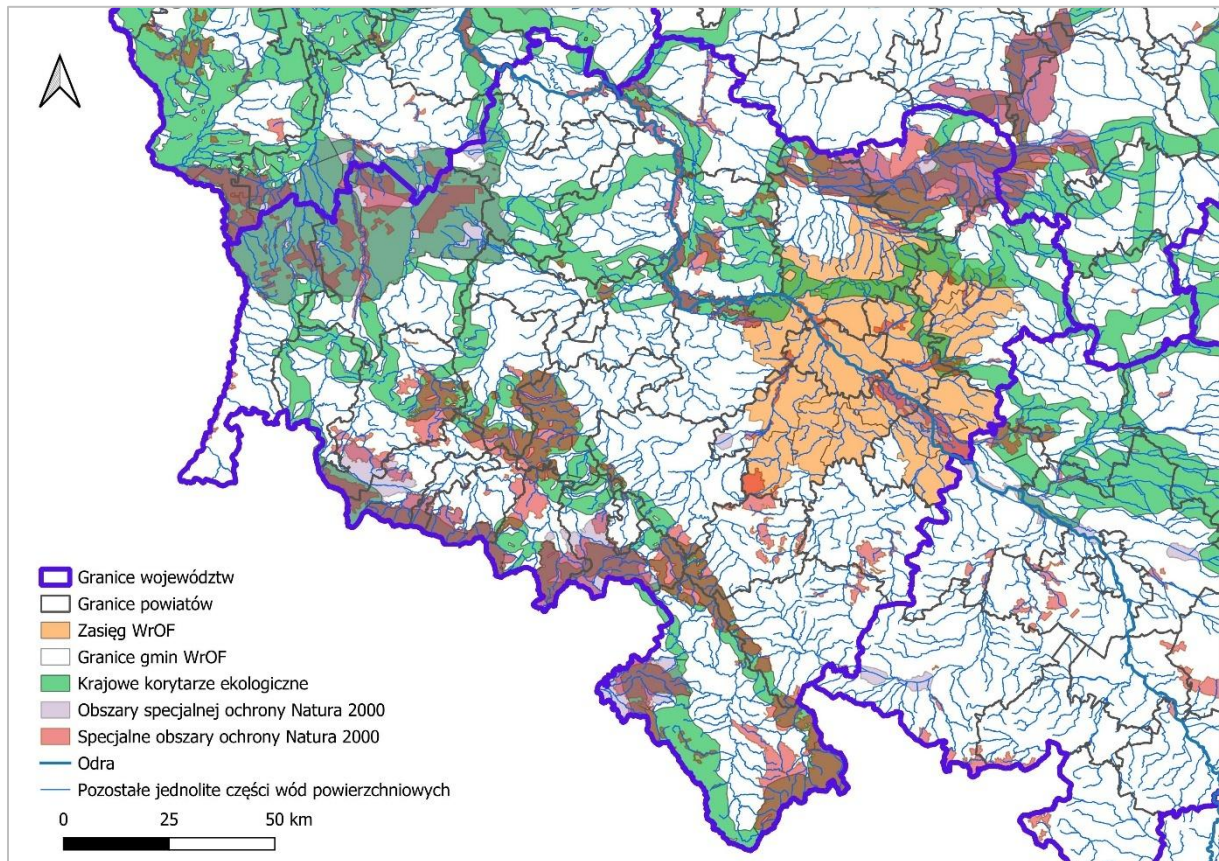 Granice województw
Granice powiatów
Zasięg WrOF
Granice gmin WrOF
Krajowe korytarze ekologiczne
Obszary specjalnej ochrony Natura 2000
Specjalne obszary ochrony Natura 2000
Odra
Pozostałe jednolite części wód powierzchniowych
0 25 50 km